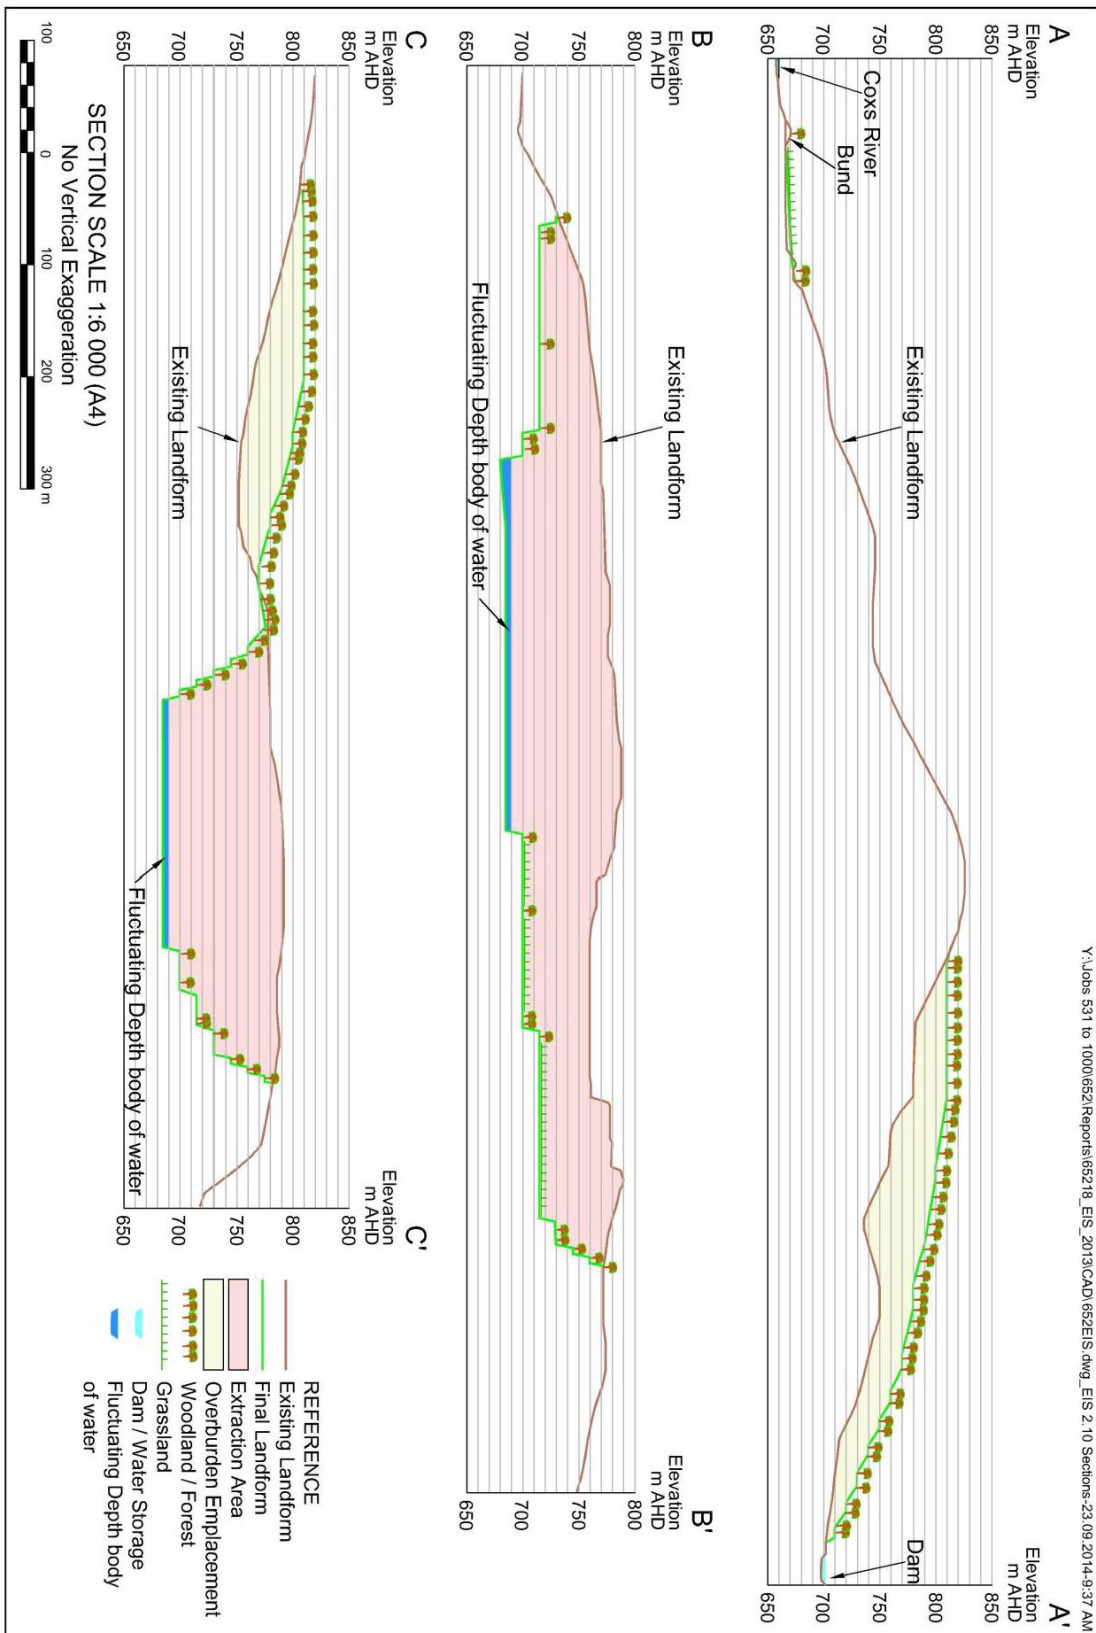 Y:\Jobs 531 to 1000\652\Reports\65218_EIS_2013\CAD\652EIS.dwg_EIS 2.10 Sections-23.09.2014-9:37 AM
A
A'
Elevation
m AHD
Elevation
m AHD
850
800
750
700
650
850
800
750
700
650
Coxs River
Bund
Existing Landform
Dam
B
B'
Elevation
m AHD
Elevation
m AHD
800
750
700
650
800
750
700
650
Existing Landform
Fluctuating Depth body of water
C
C'
Elevation
m AHD
Elevation
m AHD
850
800
750
700
650
850
800
750
700
650
Existing Landform
Fluctuating Depth body of water
SECTION SCALE 1:6 000 (A4)
No Vertical Exaggeration
100
0
100
200
300 m
REFERENCE
Existing Landform
Final Landform
Extraction Area
Overburden Emplacement
Woodland / Forest
Grassland
Dam / Water Storage
Fluctuating Depth body
of water